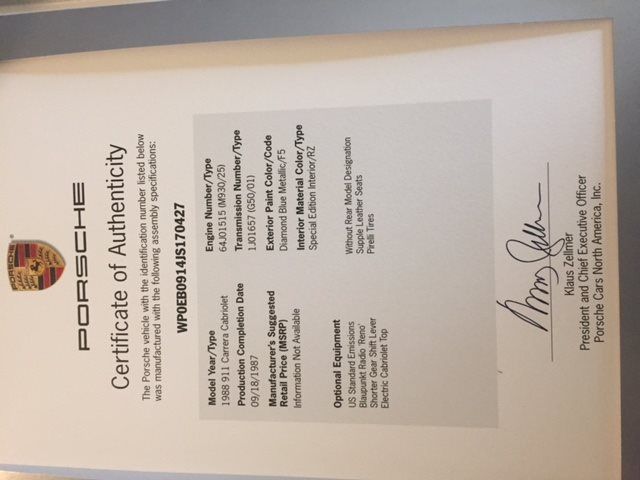 PORSCHE
PORSCHE
Certificate of Authenticity
The Porsche vehicle with the identification number listed below
was manufactured with the following assembly specifications:
WP0EB0914JS170427
Model Year/Type
1988 911 Carrera Cabriolet
Production Completion Date
09/18/1987
Manufacturer's Suggested
Retail Price (MSRP)
Information Not Available
Engine Number/Type
64J01515 (M930/25)
Transmission Number/Type
1J01657 (G50/01)
Exterior Paint Color/Code
Diamond Blue Metallic/F5
Interior Material Color/Type
Special Edition Interior/RZ
Optional Equipment
US Standard Emissions
Blaupunkt Radio 'Reno'
Shorter Gear Shift Lever
Electric Cabriolet Top
Without Rear Model Designation
Supple Leather Seats
Pirelli Tires
Klaus Zellmer
President and Chief Executive Officer
Porsche Cars North America, Inc.